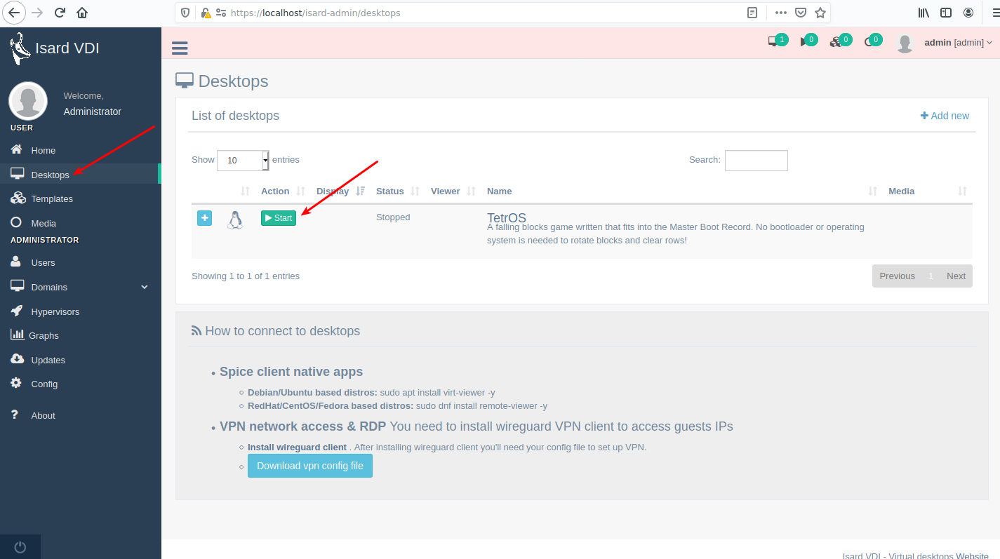 https://localhost/isard-admin/desktops
Isard VDI
1 0 0 0 admin [admin]
Welcome,
Administrator
USER
Home
Desktops
Templates
Media
ADMINISTRATOR
Users
Domains
Hypervisors
Graphs
Updates
Config
About
Desktops
List of desktops
Add new
Show 10 entries
Search:
Action Display Status Viewer Name Media
Start Stopped TetrOS
A falling blocks game written that fits into the Master Boot Record. No bootloader or operating
system is needed to rotate blocks and clear rows!
Showing 1 to 1 of 1 entries
Previous 1 Next
How to connect to desktops
Spice client native apps
Debian/Ubuntu based distros: sudo apt install virt-viewer -y
RedHat/CentOS/Fedora based distros: sudo dnf install remote-viewer -y
VPN network access & RDP You need to install wireguard VPN client to access guests IPs
Install wireguard client . After installing wireguard client you'll need your config file to set up VPN.
Download vpn config file
Isard VDI - Virtual desktops Website